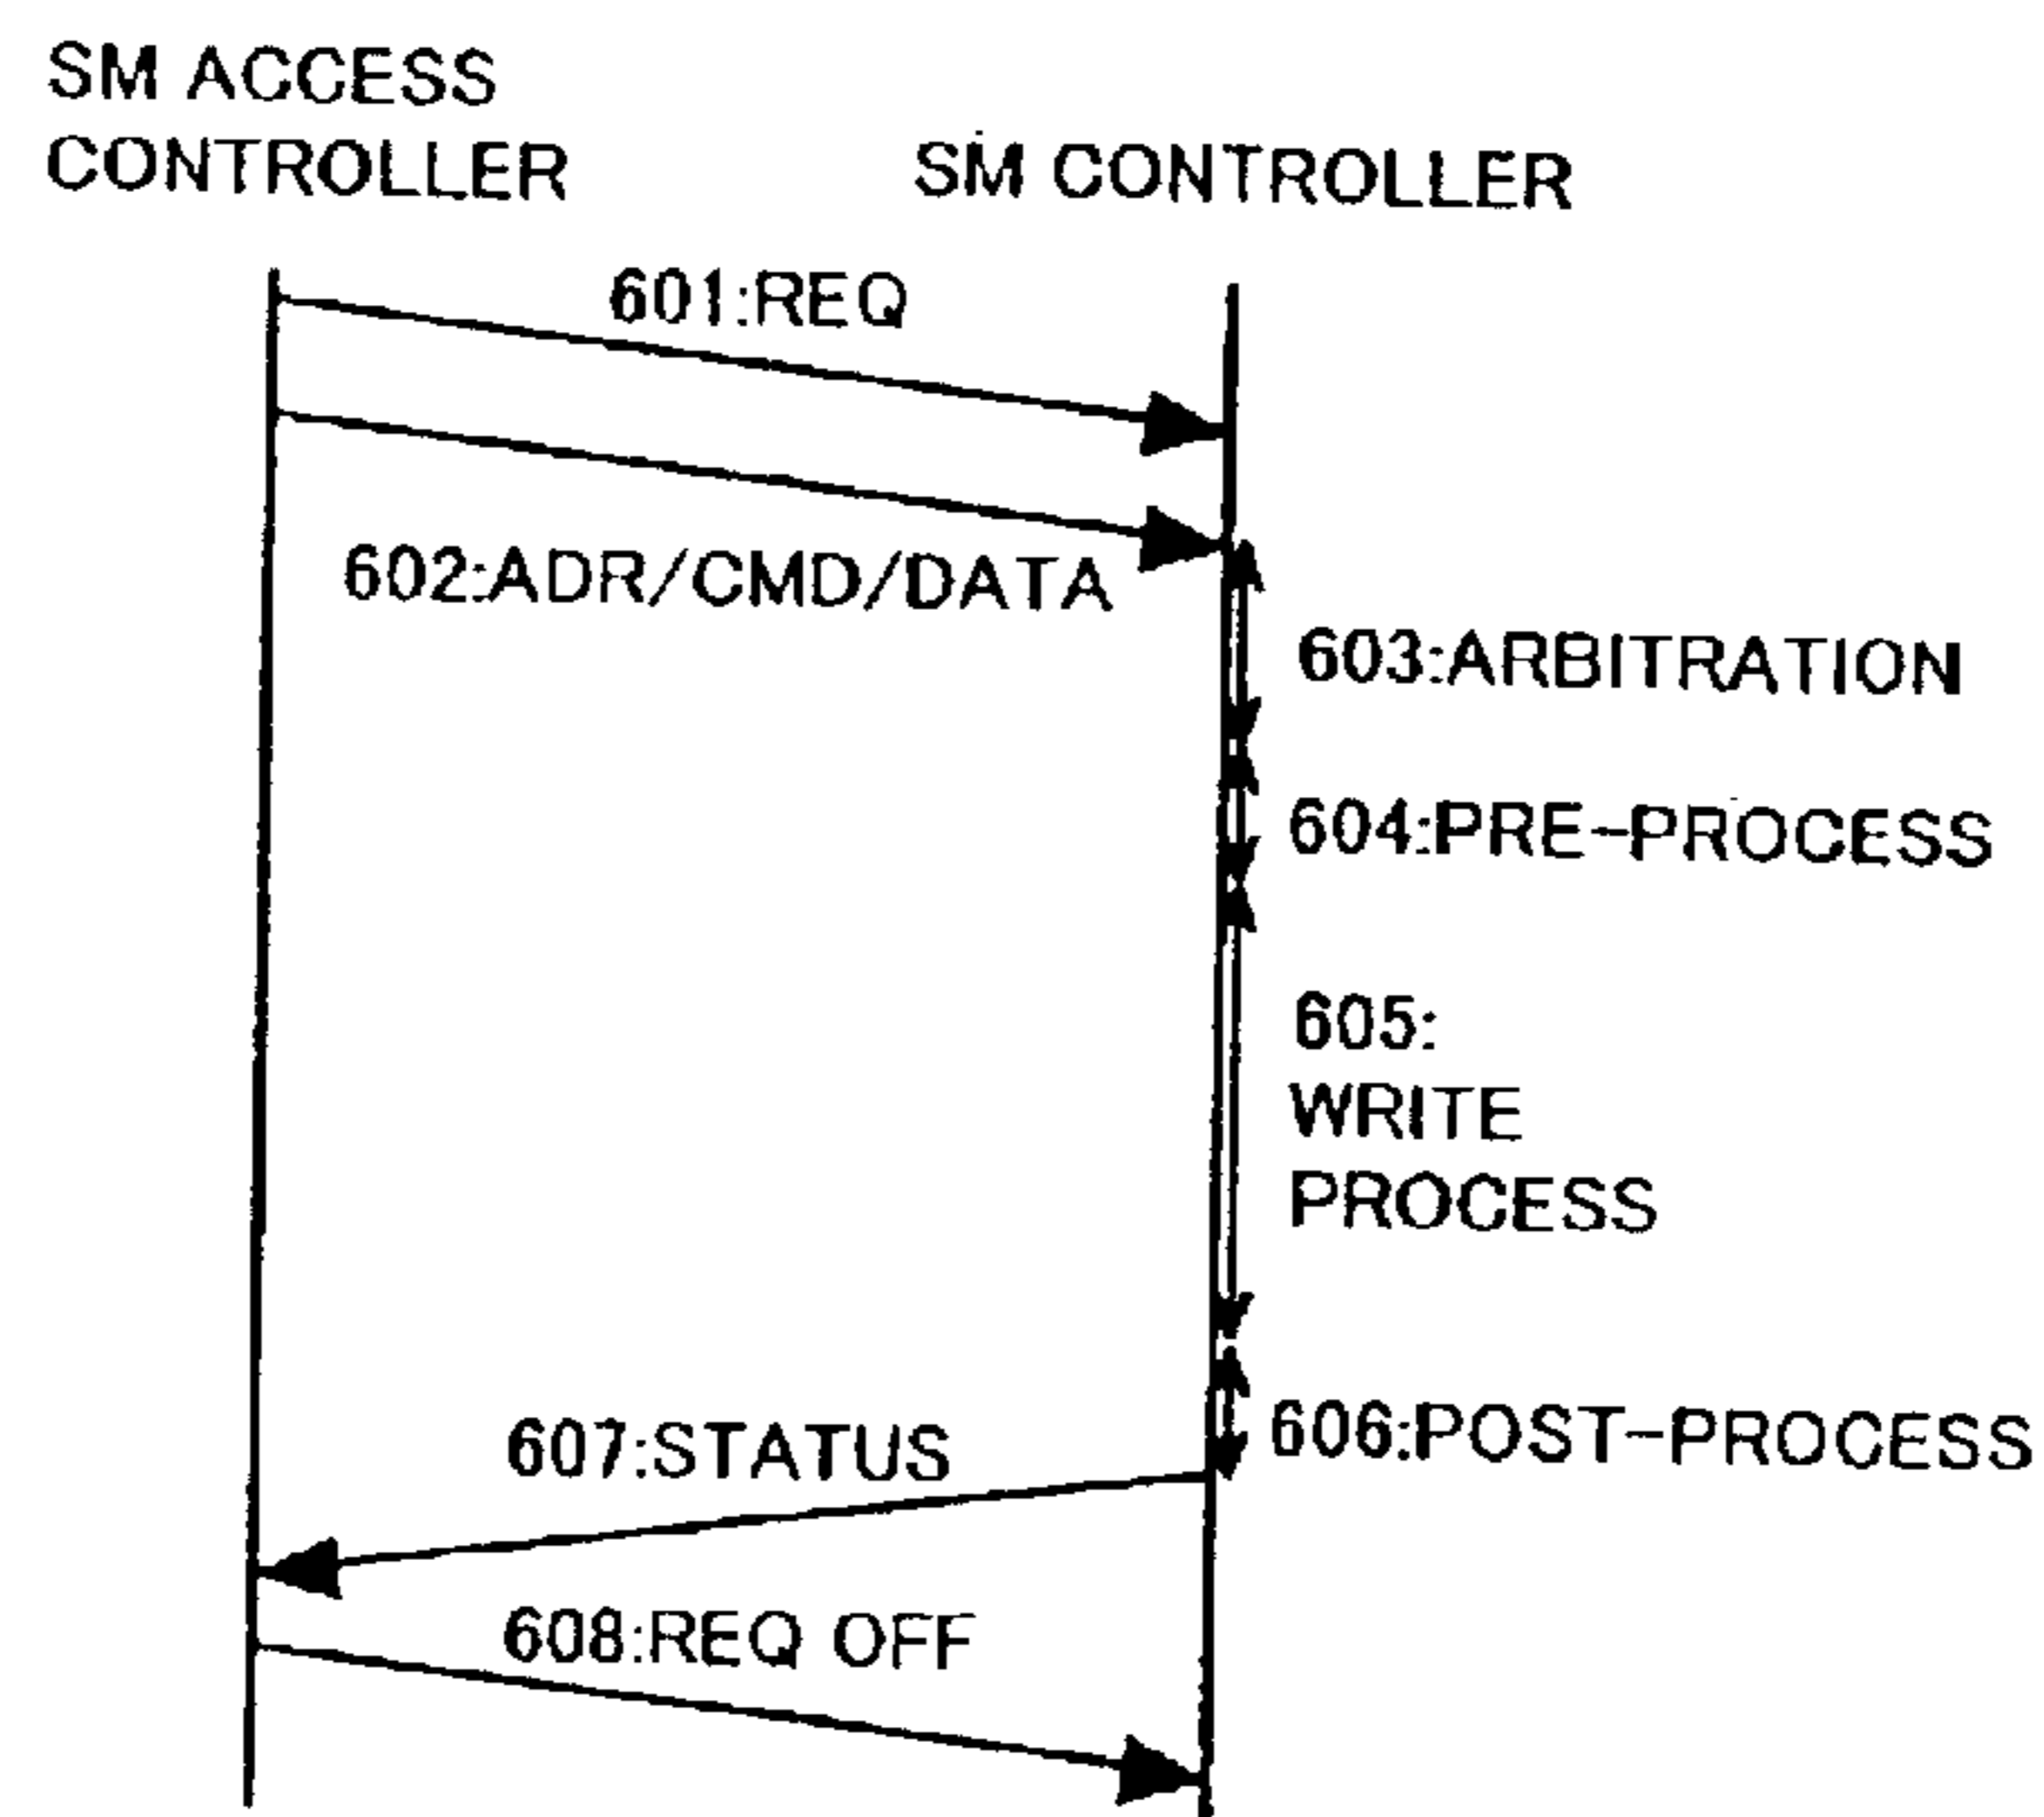 SM ACCESS
CONTROLLER
SM CONTROLLER
601:REQ
602:ADR/CMD/DATA
603:ARBITRATION
604:PRE-PROCESS
605:
WRITE
PROCESS
606:POST-PROCESS
607:STATUS
608:REQ OFF